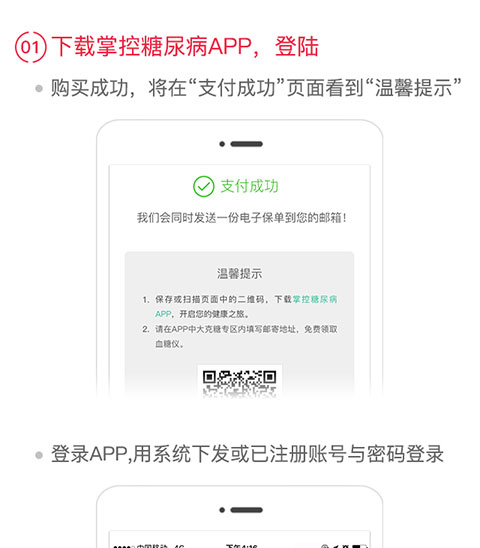 01 下载掌控糖尿病APP，登陆
购买成功，将在“支付成功”页面看到“温馨提示”
支付成功
我们会同时发送一份电子保单到您的邮箱！
温馨提示
1. 保存或扫描页面中的二维码，下载掌控糖尿病
APP，开启您的健康之旅。
2. 请在APP中大克糖专区内填写邮寄地址，免费领取
血糖仪。
登录APP,用系统下发或已注册账号与密码登录
中国移动 4G 下午4:16